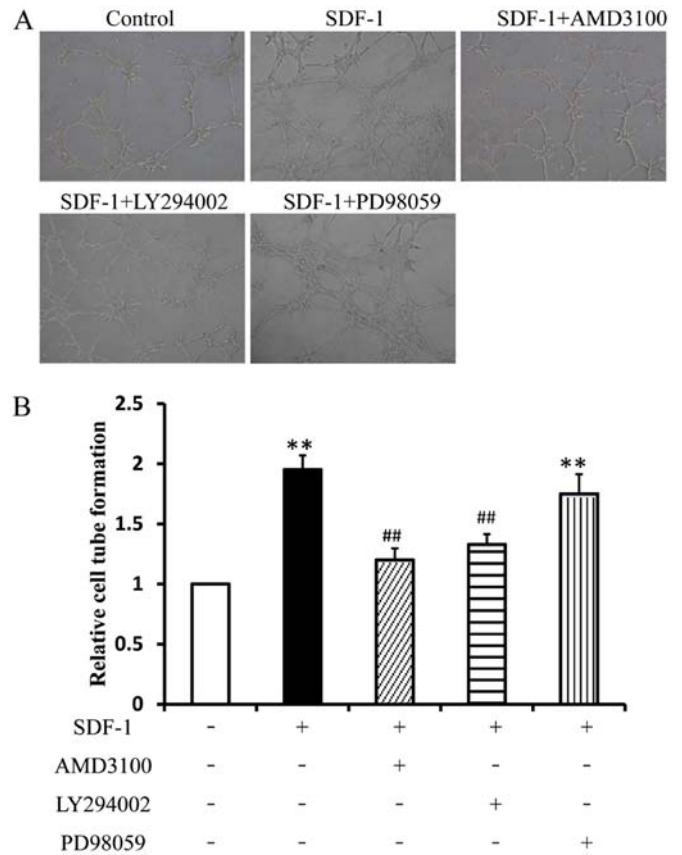 A
Control SDF-1 SDF-1+AMD3100
SDF-1+LY294002 SDF-1+PD98059
B
Relative cell tube formation
2.5
2
1.5
1
0.5
0
**
##
##
**
SDF-1 - + + + +
AMD3100 - - + - -
LY294002 - - - + -
PD98059 - - - - +